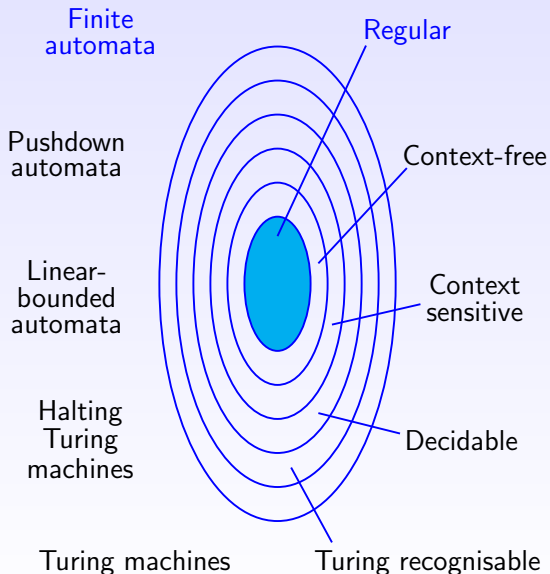 Finite
automata
Regular
Pushdown
automata
Context-free
Linear-
bounded
automata
Context
sensitive
Halting
Turing
machines
Decidable
Turing machines
Turing recognisable